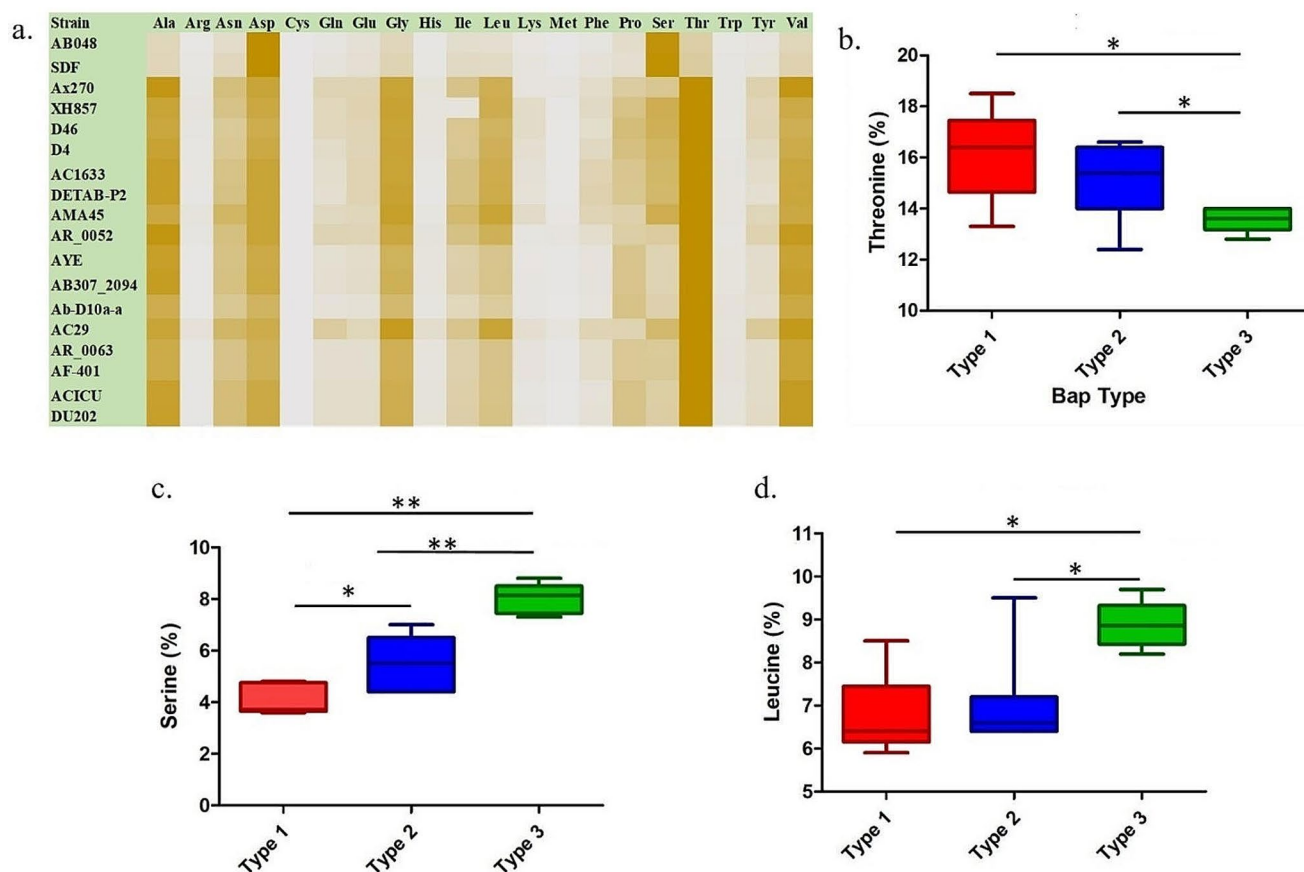 a.
Strain Ala Arg Asn Asp Cys Gln Glu Gly His Ile Leu Lys Met Phe Pro Ser Thr Trp Tyr Val
AB048
SDF
Ax270
XH857
D46
D4
AC1633
DETAB-P2
AMA45
AR_0052
AYE
AB307_2094
Ab-D10a-a
AC29
AR_0063
AF-401
ACICU
DU202
b.
*
*
Threonine (%)
20
18
16
14
12
10
Type 1 Type 2 Type 3
Bap Type
c.
**
**
*
Serine (%)
10
8
6
4
2
0
Type 1 Type 2 Type 3
d.
*
*
Leucine (%)
11
10
9
8
7
6
5
Type 1 Type 2 Type 3